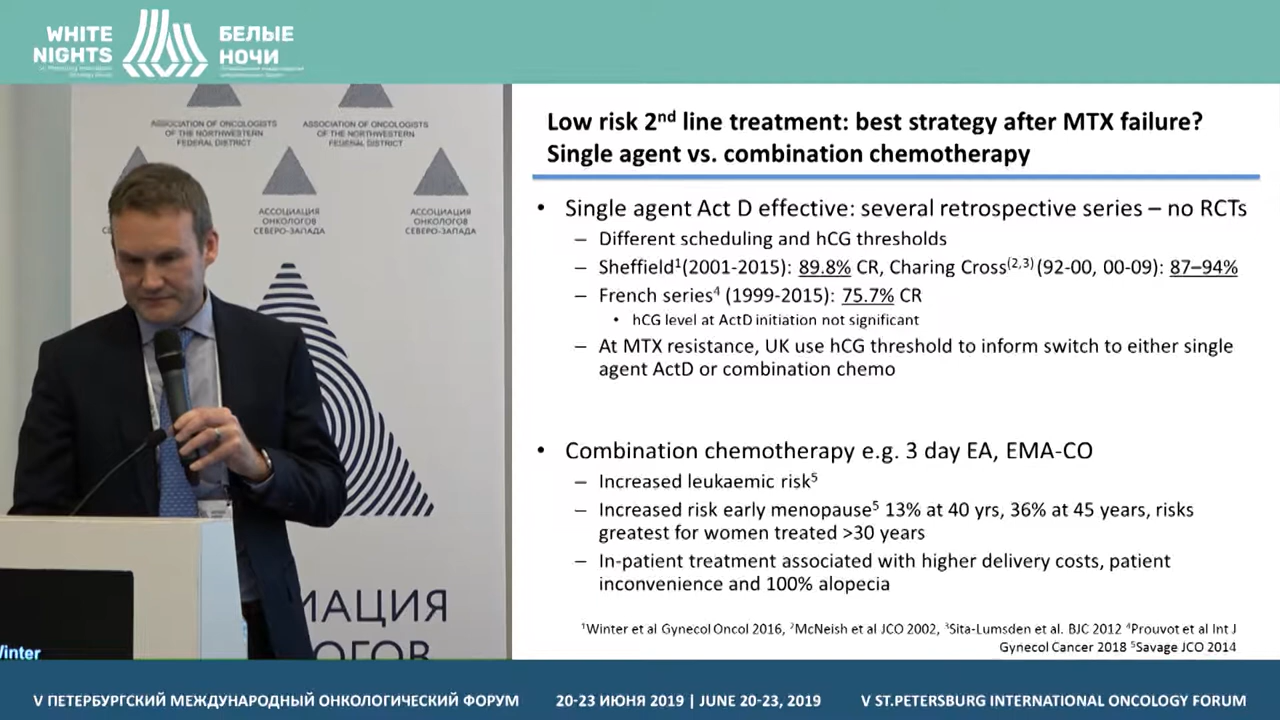 WHITE
NIGHTS
БЕЛЫЕ
НОЧИ
ASSOCIATION OF ONCOLOGISTS
OF THE NORTHWESTERN
FEDERAL DISTRICT
ASSOCIATION OF ONCOLOGISTS
OF THE NORTHWESTERN
FEDERAL DISTRICT
АССОЦИАЦИЯ
ОНКОЛОГОВ
СЕВЕРО-ЗАПАДА
АССОЦИАЦИЯ
ОНКОЛОГОВ
СЕВЕРО-ЗАПАДА
МАЦИЯ
ОГОВ
Winter
Low risk 2nd line treatment: best strategy after MTX failure?
Single agent vs. combination chemotherapy
• Single agent Act D effective: several retrospective series – no RCTs
– Different scheduling and hCG thresholds
– Sheffield¹(2001-2015): 89.8% CR, Charing Cross⁽²,³⁾ (92-00, 00-09): 87–94%
– French series⁴ (1999-2015): 75.7% CR
• hCG level at ActD initiation not significant
– At MTX resistance, UK use hCG threshold to inform switch to either single
agent ActD or combination chemo
• Combination chemotherapy e.g. 3 day EA, EMA-CO
– Increased leukaemic risk⁵
– Increased risk early menopause⁵ 13% at 40 yrs, 36% at 45 years, risks
greatest for women treated >30 years
– In-patient treatment associated with higher delivery costs, patient
inconvenience and 100% alopecia
¹Winter et al Gynecol Oncol 2016, ²McNeish et al JCO 2002, ³Sita-Lumsden et al. BJC 2012 ⁴Prouvot et al Int J
Gynecol Cancer 2018 ⁵Savage JCO 2014
V ПЕТЕРБУРГСКИЙ МЕЖДУНАРОДНЫЙ ОНКОЛОГИЧЕСКИЙ ФОРУМ 20-23 ИЮНЯ 2019 | JUNE 20-23, 2019 V ST.PETERSBURG INTERNATIONAL ONCOLOGY FORUM